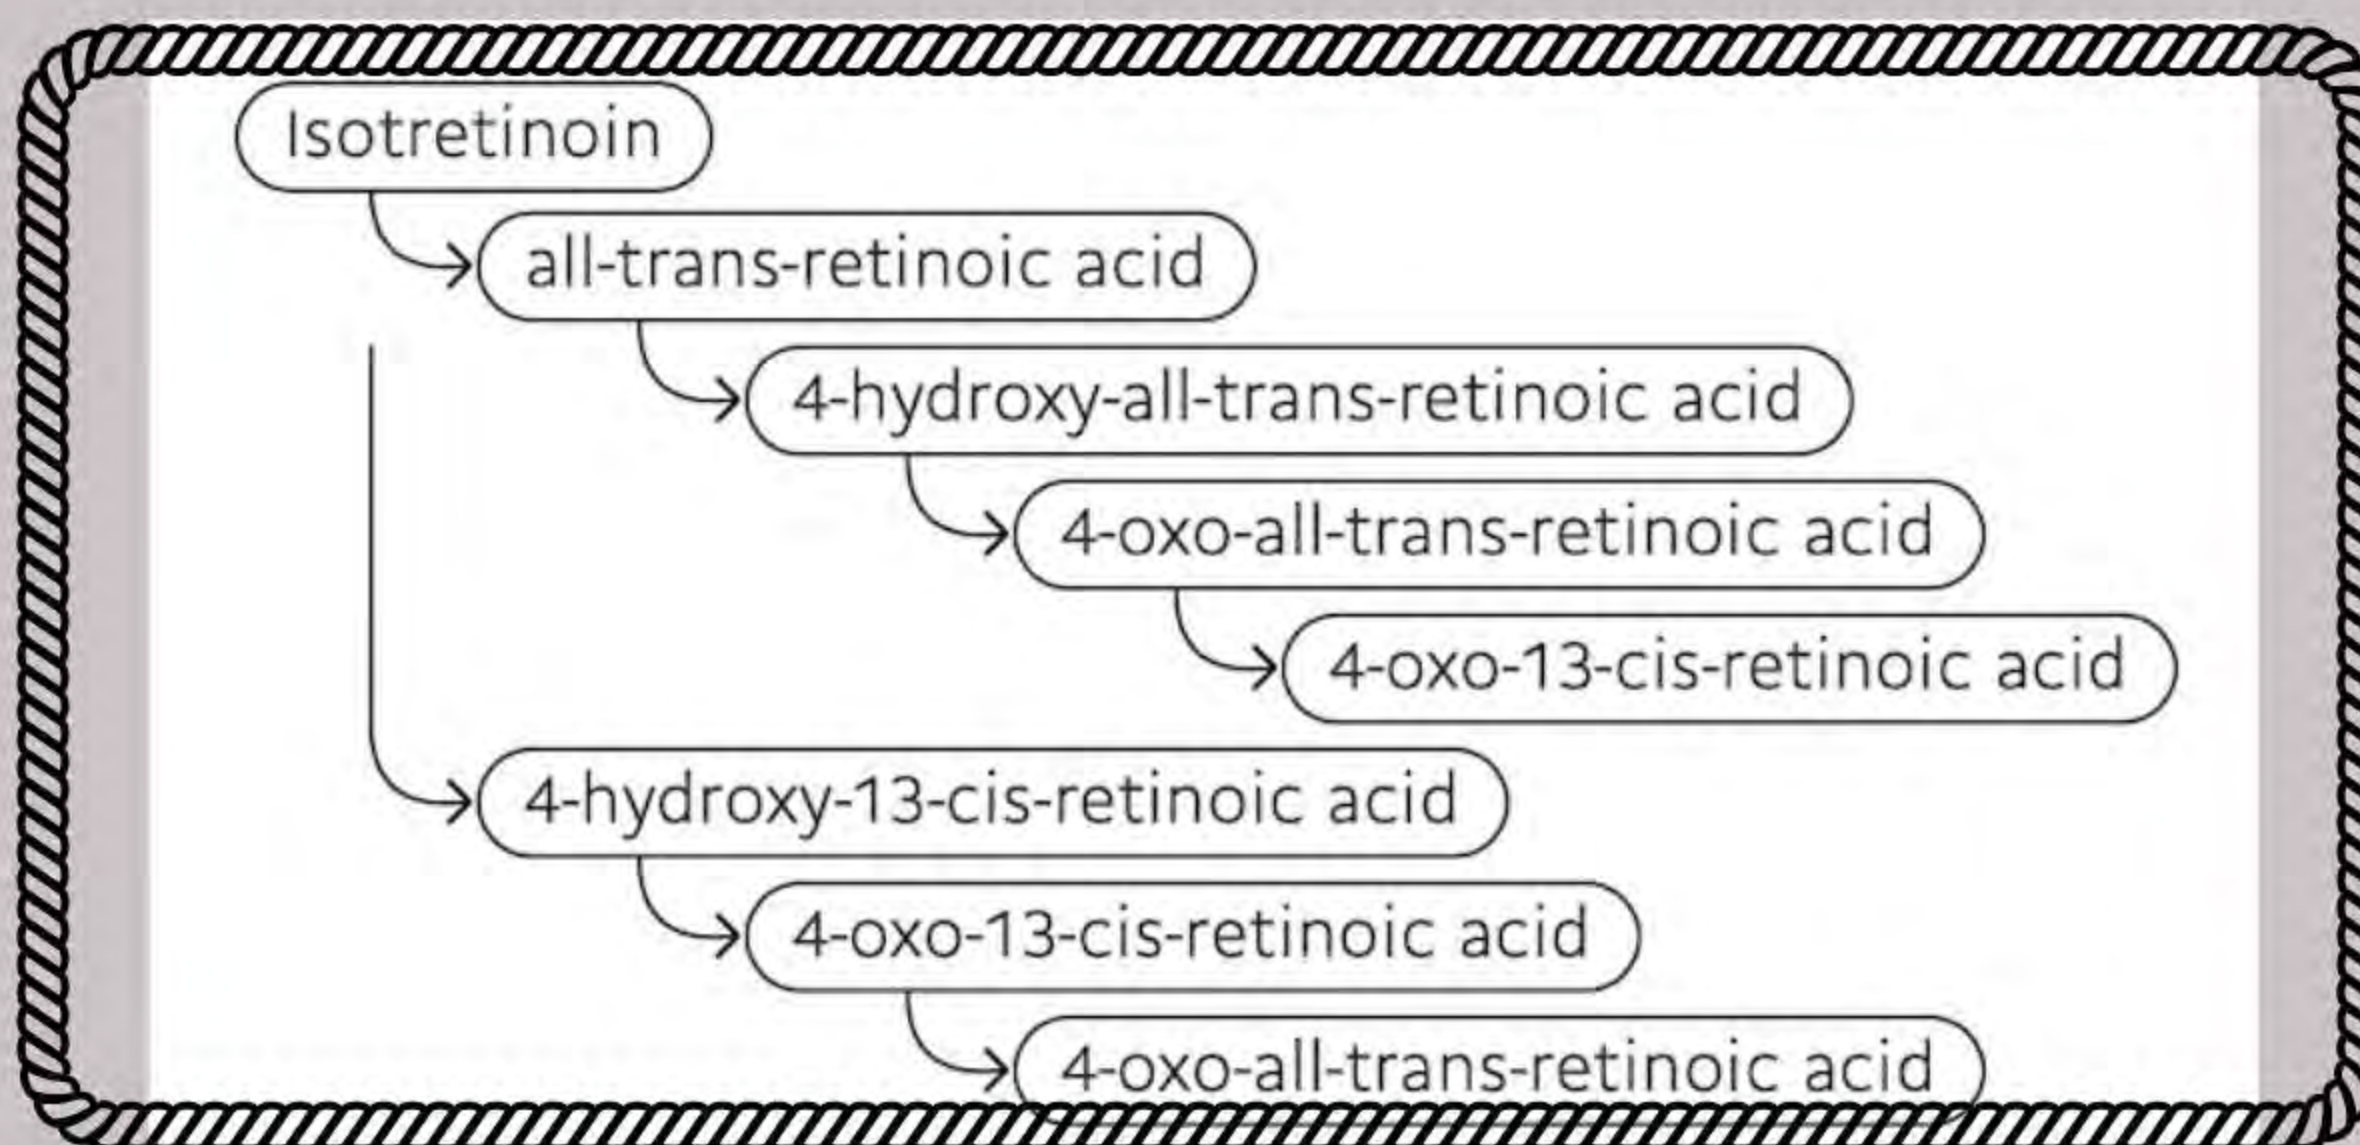 Isotretinoin
all-trans-retinoic acid
4-hydroxy-all-trans-retinoic acid
4-oxo-all-trans-retinoic acid
4-oxo-13-cis-retinoic acid
4-hydroxy-13-cis-retinoic acid
4-oxo-13-cis-retinoic acid
4-oxo-all-trans-retinoic acid